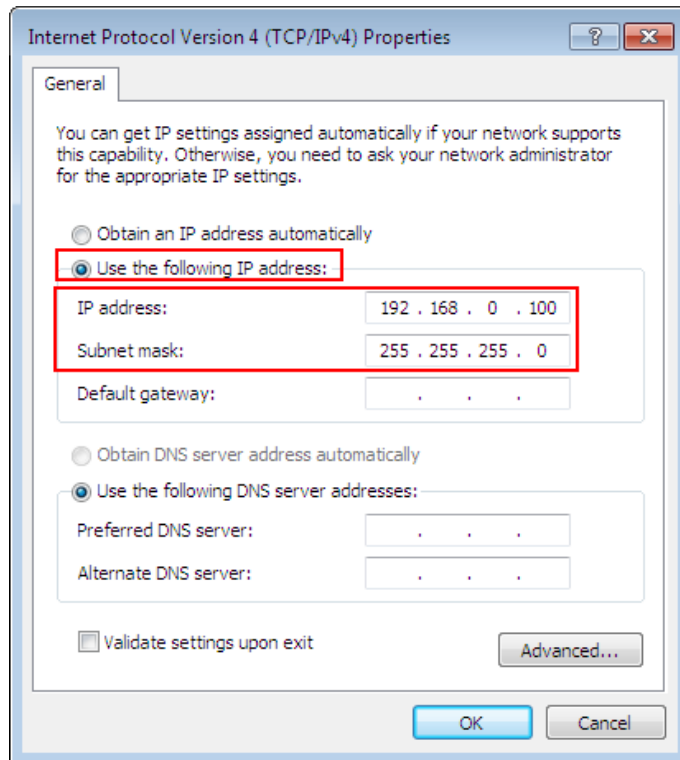 Internet Protocol Version 4 (TCP/IPv4) Properties
General
You can get IP settings assigned automatically if your network supports
this capability. Otherwise, you need to ask your network administrator
for the appropriate IP settings.
Obtain an IP address automatically
Use the following IP address:
IP address: 192 . 168 . 0 . 100
Subnet mask: 255 . 255 . 255 . 0
Default gateway: . . .
Obtain DNS server address automatically
Use the following DNS server addresses:
Preferred DNS server: . . .
Alternate DNS server: . . .
Validate settings upon exit
Advanced...
OK Cancel